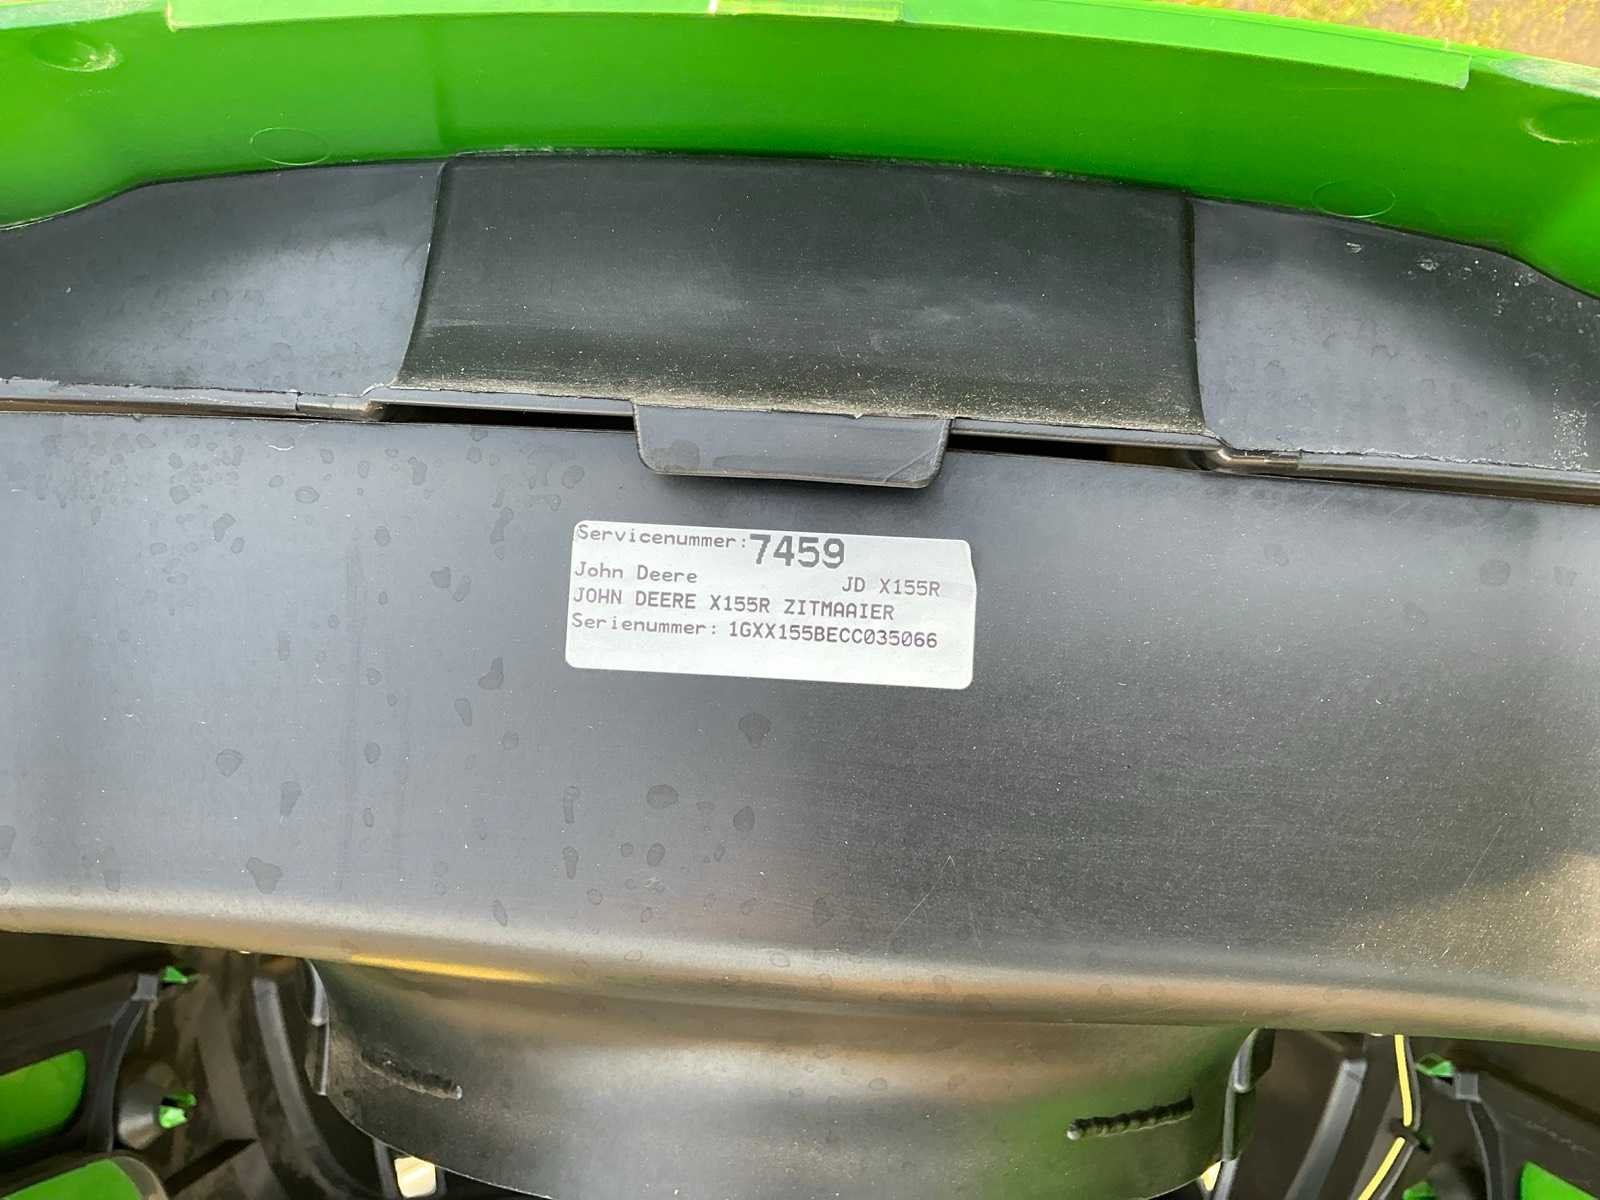 Servicenummer: 7459
John Deere JD X155R
JOHN DEERE X155R ZITMAAIER
Serienummer: 1GXX155BECC035066